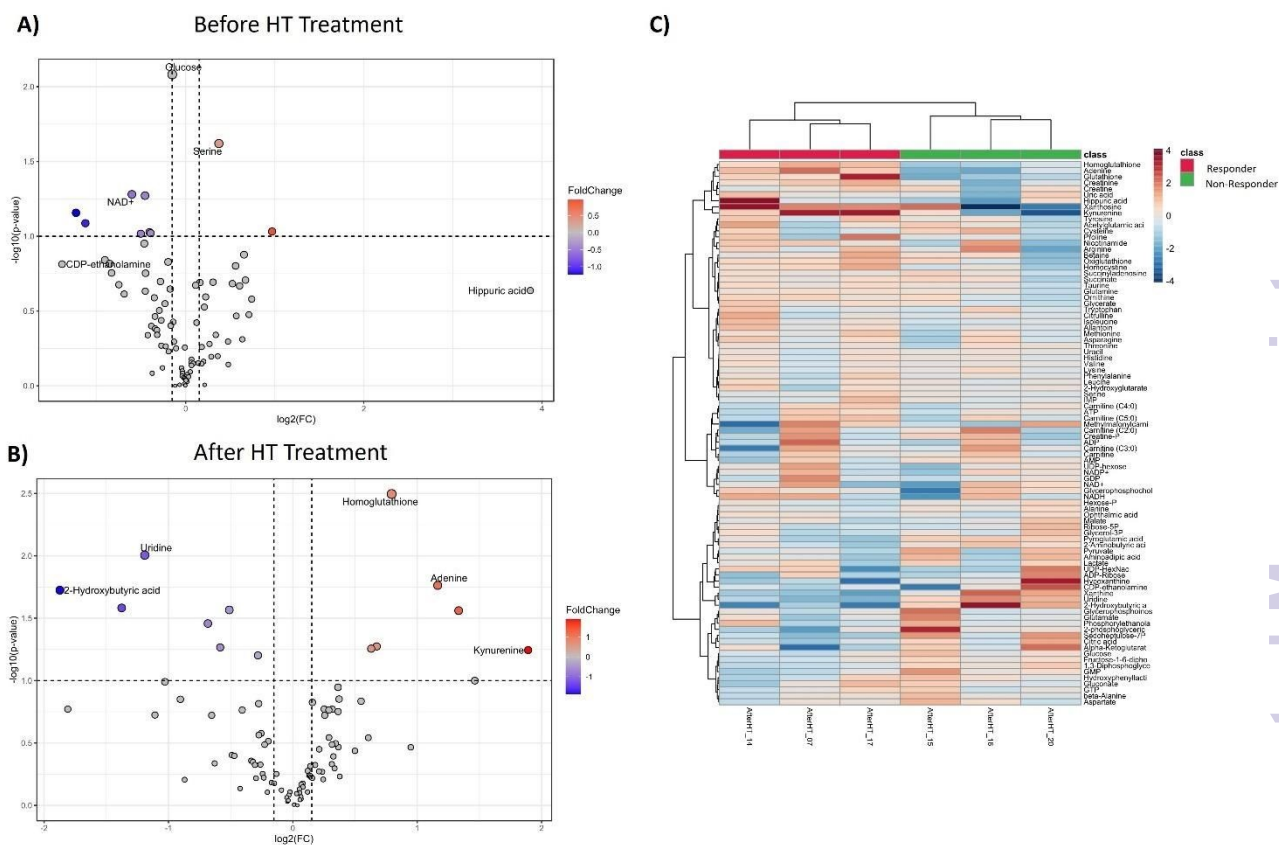 A)
Before HT Treatment
Glucose
Serine
NAD+
CDP-ethanolamine
Hippuric acid
2.0
1.5
1.0
0.5
0.0
-log10(p-value)
0
2
4
log2(FC)
FoldChange
0.5
0.0
-0.5
-1.0
B)
After HT Treatment
Homoglutathione
Uridine
2-Hydroxybutyric acid
Adenine
Kynurenine
2.5
2.0
1.5
1.0
0.5
0.0
-log10(p-value)
-2
-1
0
1
2
log2(FC)
FoldChange
1
0
-1
C)
class
Homoglutathione
Adenine
Glutathione
Creatinine
Creatine
Uric acid
Hippuric acid
Xanthosine
Kynurenine
Tyrosine
Acetylglutamic aci
Cysteine
Proline
Nicotinamide
Arginine
Betaine
Oxiglutathione
Homocystine
Succinyladenosine
Succinate
Taurine
Glutamine
Ornithine
Glycerate
Tryptophan
Citrulline
Isoleucine
Allantoin
Methionine
Asparagine
Threonine
Uracil
Histidine
Valine
Lysine
Phenylalanine
Leucine
2-Hydroxyglutarate
Serine
IMP
Carnitine (C4:0)
ATP
Carnitine (C5:0)
Methylmalonylcarni
Carnitine (C2:0)
Creatine-P
ADP
Carnitine (C3:0)
Carnitine
AMP
UDP-hexose
NADP+
GDP
NAD+
Glycerophosphochol
NADH
Hexose-P
Alanine
Ophthalmic acid
Malate
Ribose-5P
Glycerol-3P
Pyroglutamic acid
2-Aminobutyric aci
Pyruvate
Aminoadipic acid
Lactate
UDP-HexNac
ADP-Ribose
Hypoxanthine
CDP-ethanolamine
Xanthine
Uridine
2-Hydroxybutyric a
Glycerophosphoinos
Glutamate
Phosphorylethanola
2-phosphoglyceric
Sedoheptulose-7P
Citric acid
Alpha-Ketoglutarat
Glucose
Fructose-1-6-dipho
1,3 Diphosphoglyce
GMP
Hydroxyphenyllacti
Gluconate
GTP
beta-Alanine
Aspartate
AfterHT_14
AfterHT_07
AfterHT_17
AfterHT_15
AfterHT_16
AfterHT_20
4
2
0
-2
-4
class
Responder
Non-Responder